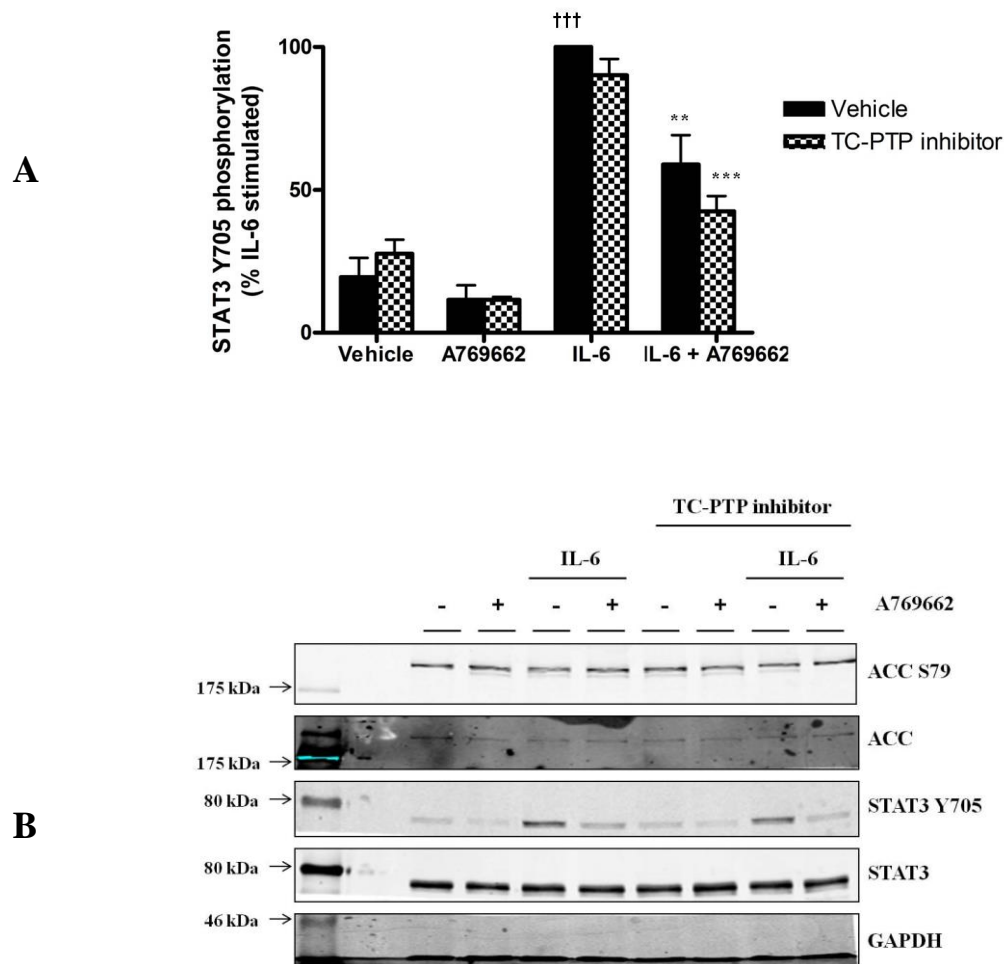 †††
100
50
0
STAT3 Y705 phosphorylation
(% IL-6 stimulated)
**
***
Vehicle
TC-PTP inhibitor
Vehicle
A769662
IL-6
IL-6 + A769662
A
TC-PTP inhibitor
IL-6
IL-6
- + - + - + - +
A769662
175 kDa
ACC S79
175 kDa
ACC
80 kDa
STAT3 Y705
B
80 kDa
STAT3
46 kDa
GAPDH